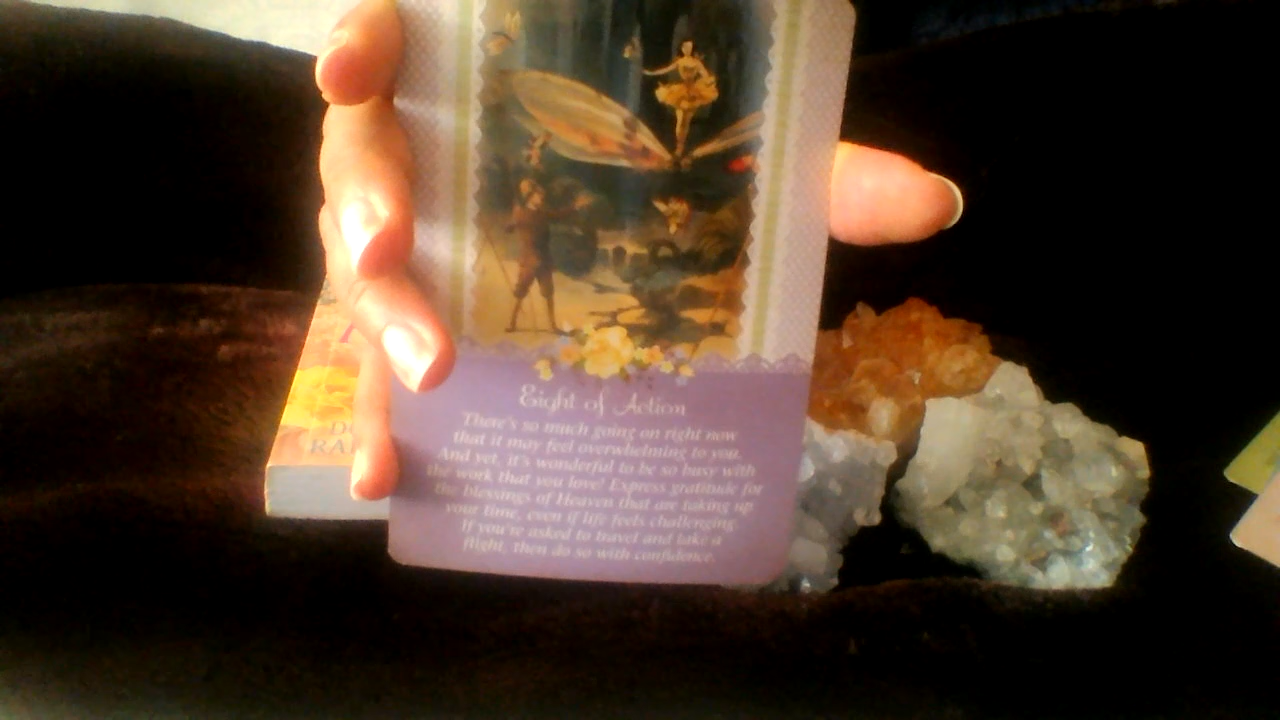 Eight of Action
There's so much going on right now
that it may feel overwhelming to you.
And yet, it's wonderful to be so busy with
the work that you love! Express gratitude for
the blessings of Heaven that are taking up
your time, even if life feels challenging.
If you're asked to travel and take a
flight, then do so with confidence.
DO
RA